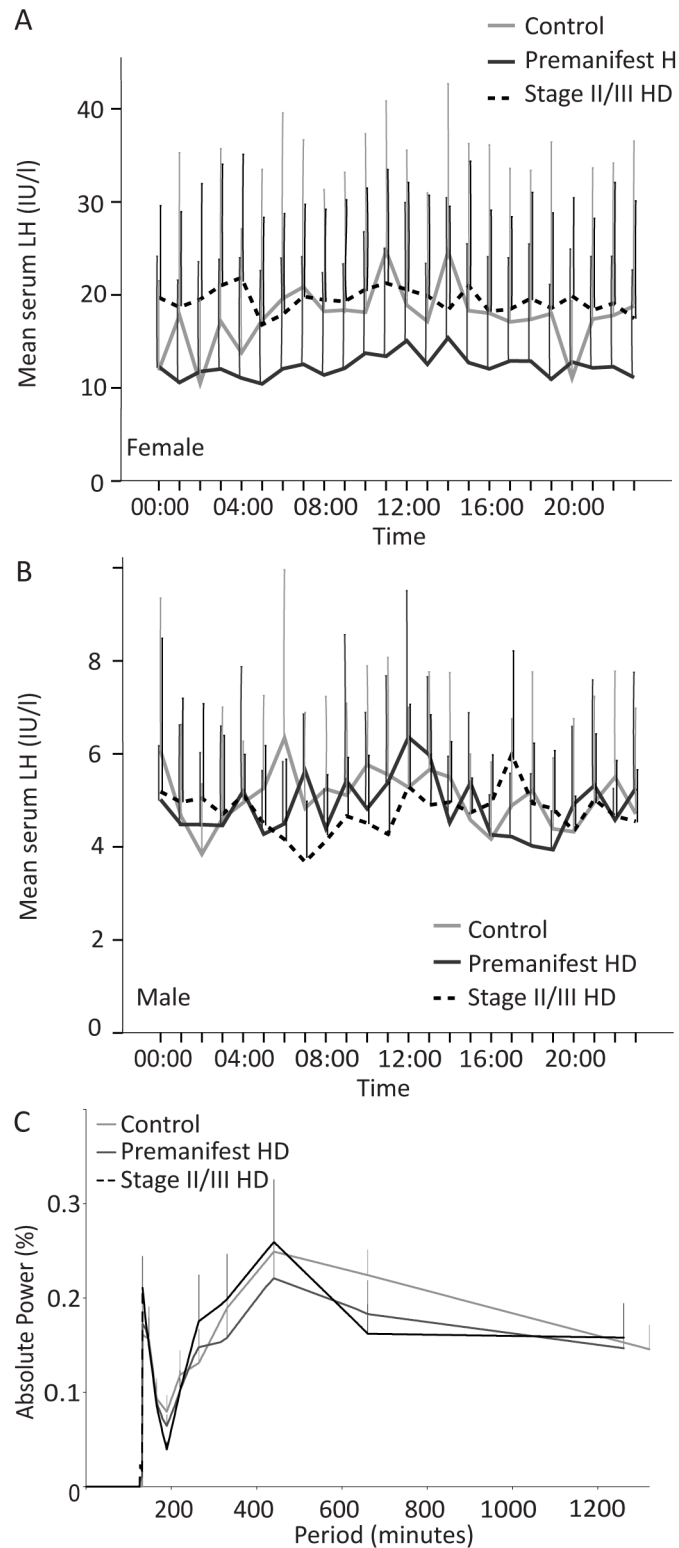 A
Control
Premanifest H
Stage II/III HD
Mean serum LH (IU/l)
40
30
20
10
0
Female
00:00 04:00 08:00 12:00 16:00 20:00
Time
B
Mean serum LH (IU/l)
8
6
4
2
0
Control
Premanifest HD
Stage II/III HD
Male
00:00 04:00 08:00 12:00 16:00 20:00
Time
C
Control
Premanifest HD
Stage II/III HD
Absolute Power (%)
0.3
0.2
0.1
0
200 400 600 800 1000 1200
Period (minutes)